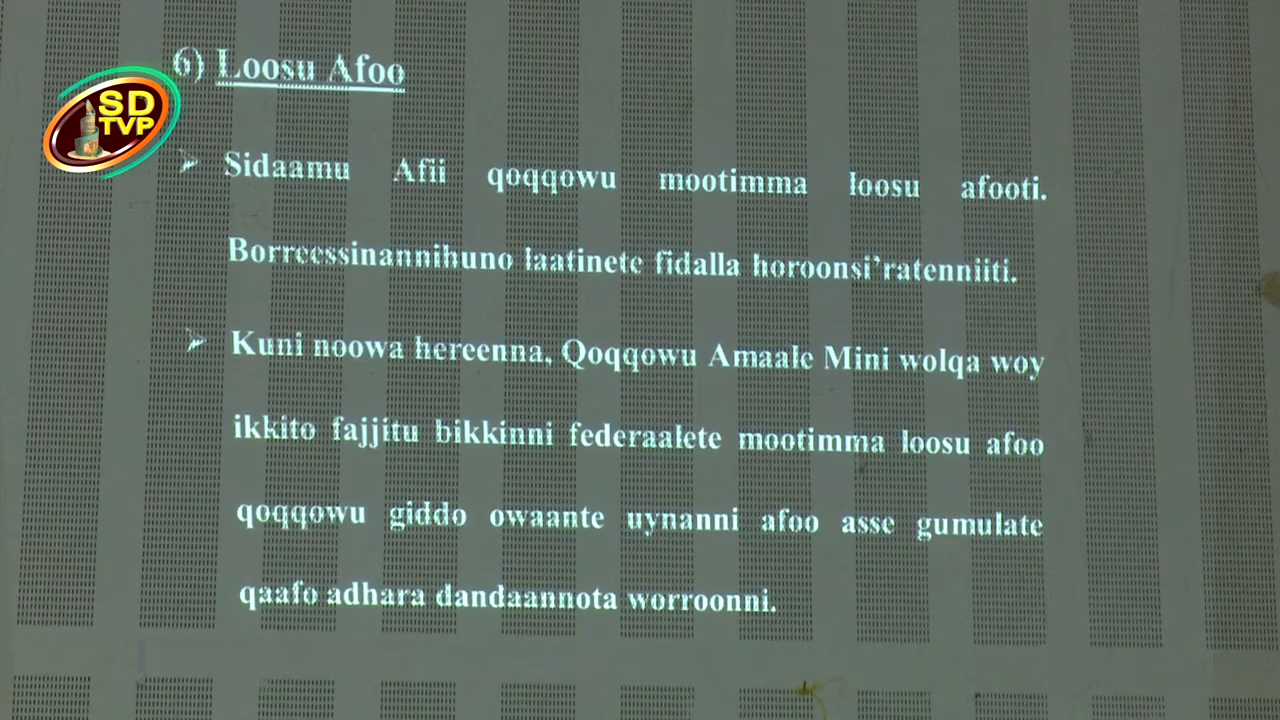 6) Loosu Afoo
SD
TVP
➢ Sidaamu Afii qoqqowu mootimma loosu afooti.
Borreessinannihuno laatinete fidalla horoonsi’ratenniiti.
➢ Kuni noowa hereenna, Qoqqowu Amaale Mini wolqa woy
ikkito fajjitu bikkinni federaalete mootimma loosu afoo
qoqqowu giddo owaante uynanni afoo asse gumulate
qaafo adhara dandaannota worroonni.